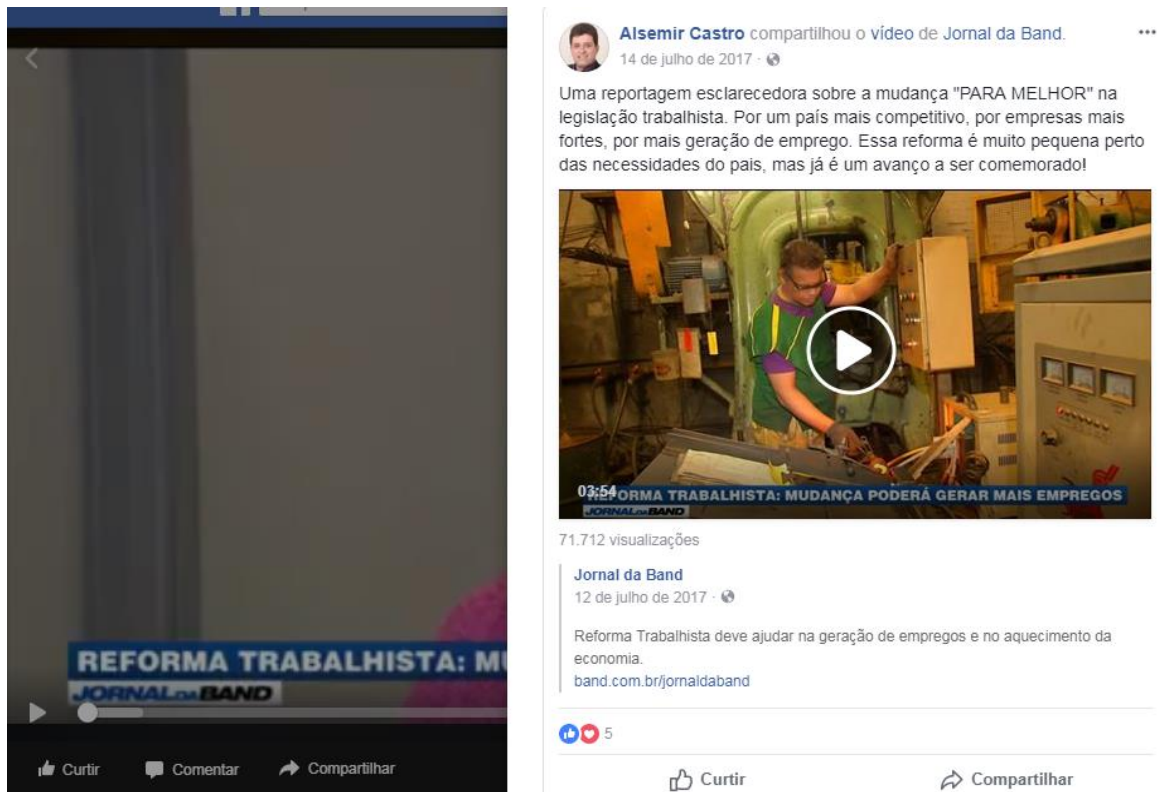 REFORMA TRABALHISTA:
JORNAL DA BAND
Curtir
Comentar
Compartilhar
Alsemir Castro compartilhou o vídeo de Jornal da Band.
14 de julho de 2017 ·
Uma reportagem esclarecedora sobre a mudança "PARA MELHOR" na
legislação trabalhista. Por um país mais competitivo, por empresas mais
fortes, por mais geração de emprego. Essa reforma é muito pequena perto
das necessidades do pais, mas já é um avanço a ser comemorado!
03:54
REFORMA TRABALHISTA: MUDANÇA PODERÁ GERAR MAIS EMPREGOS
JORNAL DA BAND
71.712 visualizações
Jornal da Band
12 de julho de 2017 ·
Reforma Trabalhista deve ajudar na geração de empregos e no aquecimento da
economia.
band.com.br/jornaldaband
5
Curtir
Compartilhar